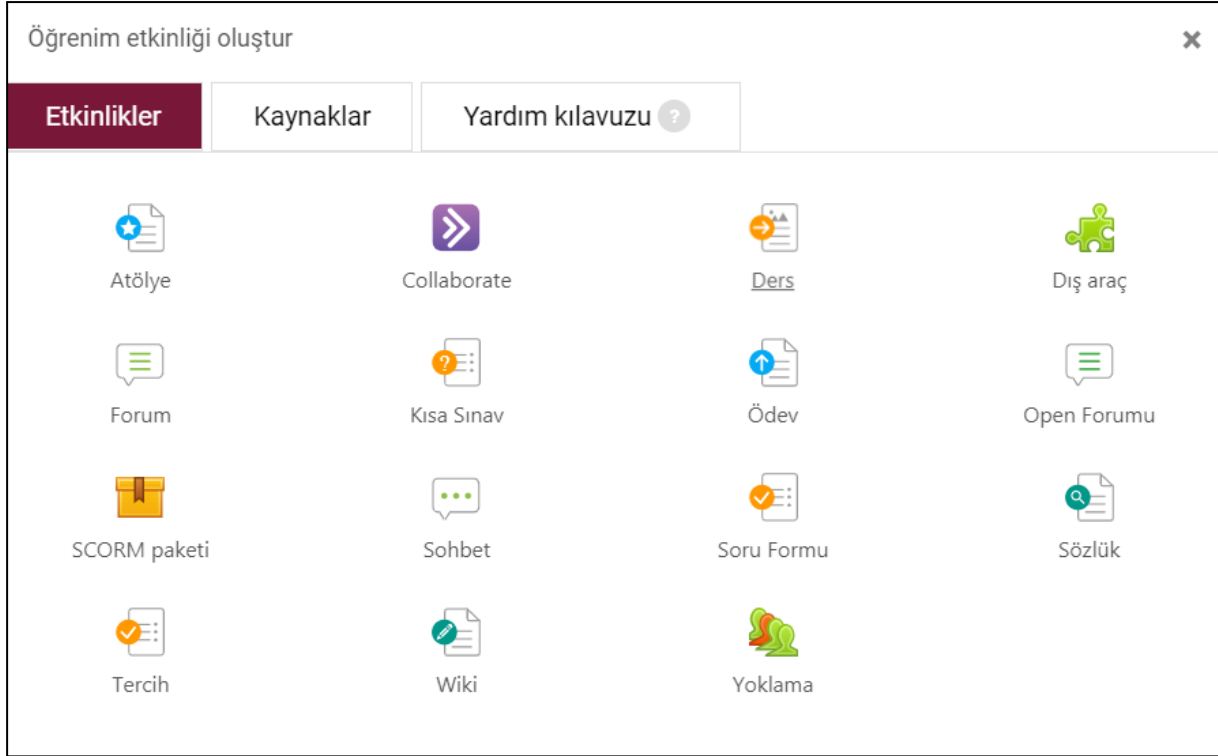 Öğrenim etkinliği oluştur
Etkinlikler Kaynaklar Yardım kılavuzu ?
Atölye Collaborate Ders Dış araç
Forum Kısa Sınav Ödev Open Forumu
SCORM paketi Sohbet Soru Formu Sözlük
Tercih Wiki Yoklama